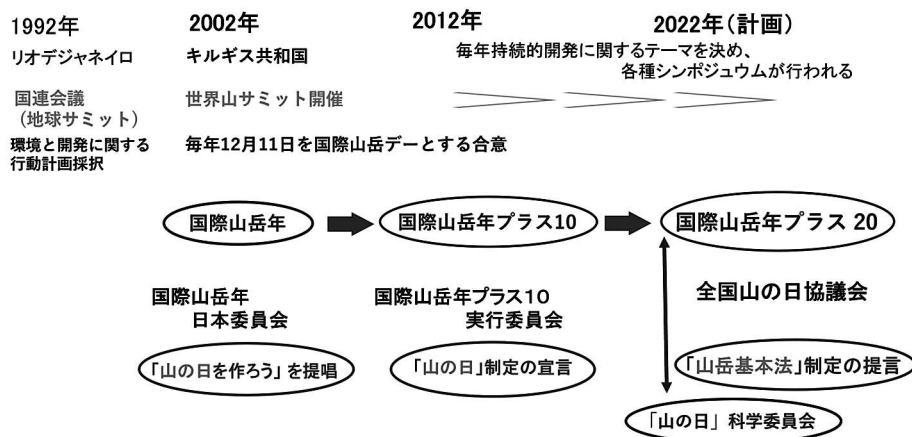 1992年
2002年
2012年
2022年(計画)
リオデジャネイロ
キルギス共和国
毎年持続的開発に関するテーマを決め、
各種シンポジュウムが行われる
国連会議
(地球サミット)
世界山サミット開催
環境と開発に関する
行動計画採択
毎年12月11日を国際山岳デーとする合意
国際山岳年
国際山岳年プラス10
国際山岳年プラス 20
国際山岳年
日本委員会
国際山岳年プラス10
実行委員会
全国山の日協議会
「山の日を作ろう」を提唱
「山の日」制定の宣言
「山岳基本法」制定の提言
「山の日」科学委員会